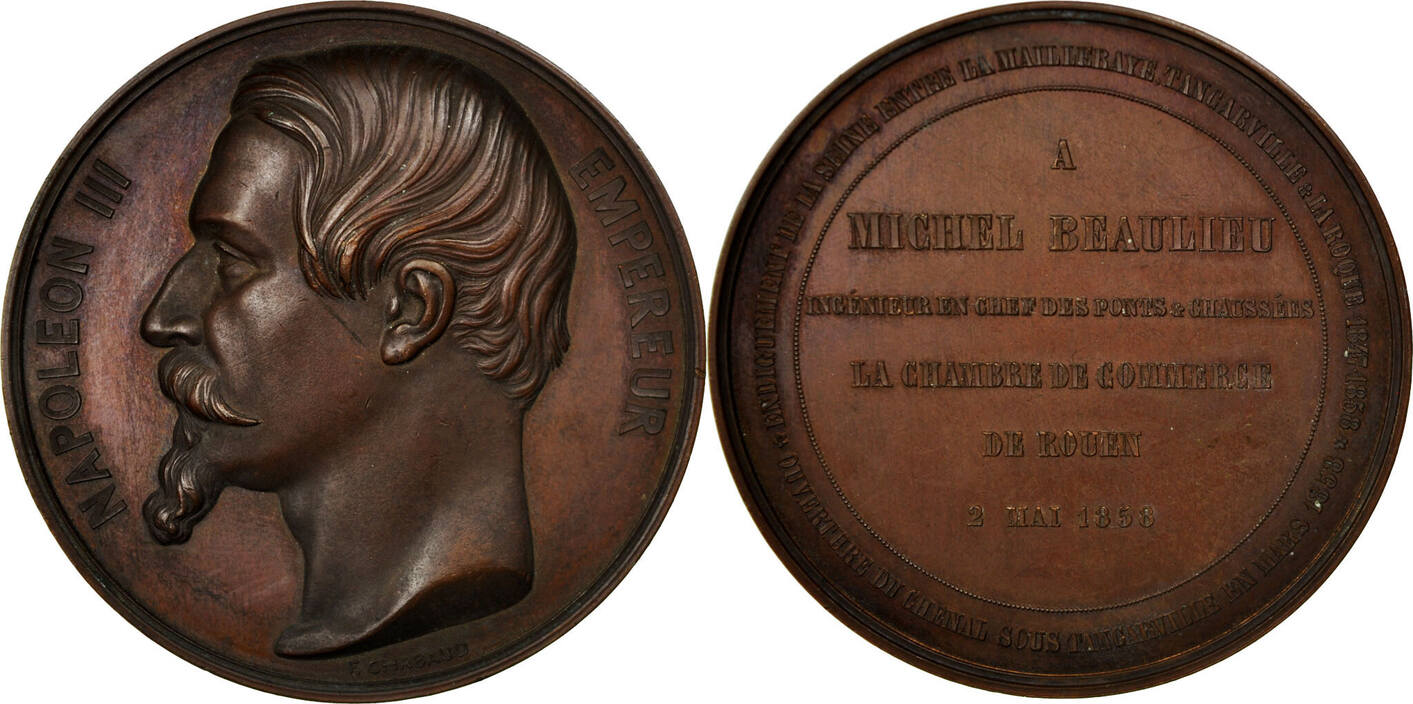 NAPOLEON III
EMPEREUR
F. CHABAUD
ENDIGUEMENT DE LA SEINE ENTRE LA MAILLERAYE, TANCARVILLE & LA ROQUE 1847-1858
OUVERTURE DU CHENAL SOUS TANCARVILLE EN MARS 1853
A
MICHEL BEAULIEU
INGÉNIEUR EN CHEF DES PONTS & CHAUSSÉES
LA CHAMBRE DE COMMERCE
DE ROUEN
2 MAI 1858